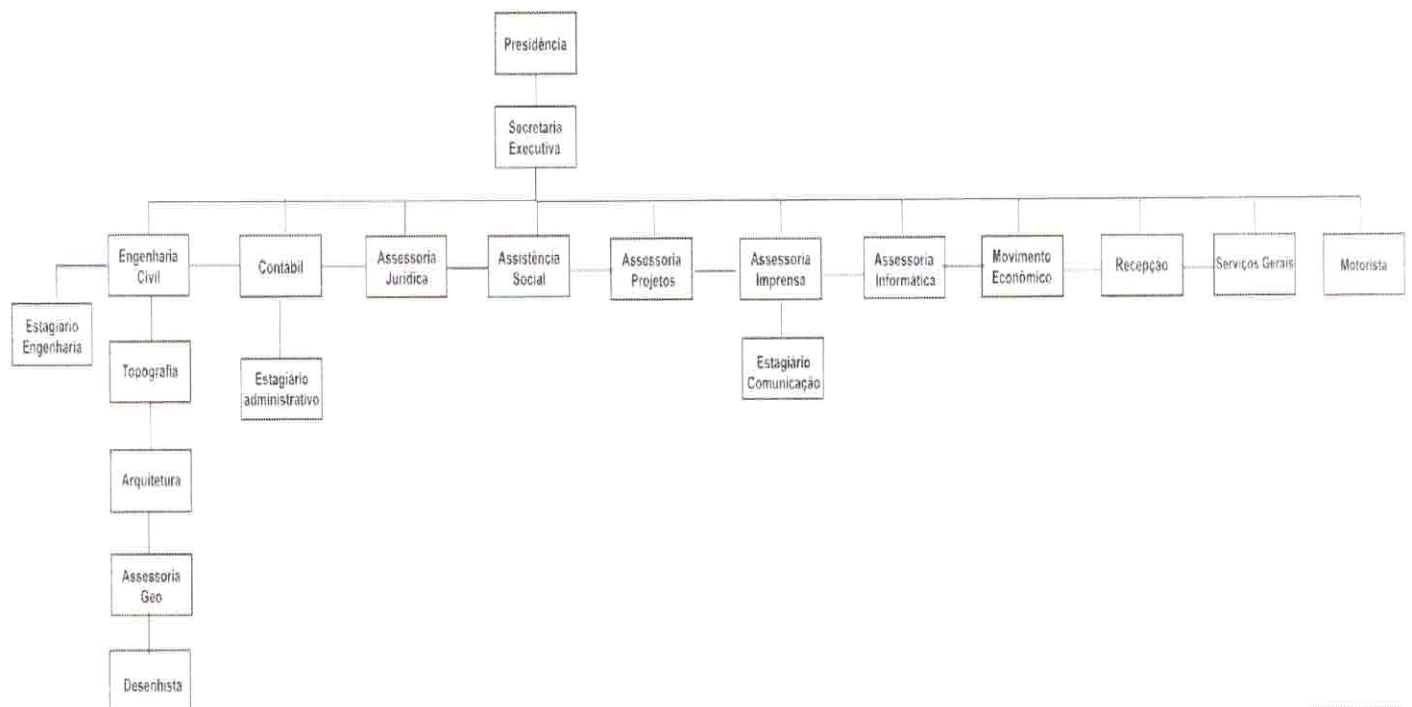 Presidência
Secretaria
Executiva
Engenharia
Civil
Contábil
Assessoria
Jurídica
Assistência
Social
Assessoria
Projetos
Assessoria
Imprensa
Assessoria
Informática
Movimento
Econômico
Recepção
Serviços Gerais
Motorista
Estagiário
Engenharia
Topografia
Estagiário
administrativo
Estagiário
Comunicação
Arquitetura
Assessoria
Geo
Desenhista